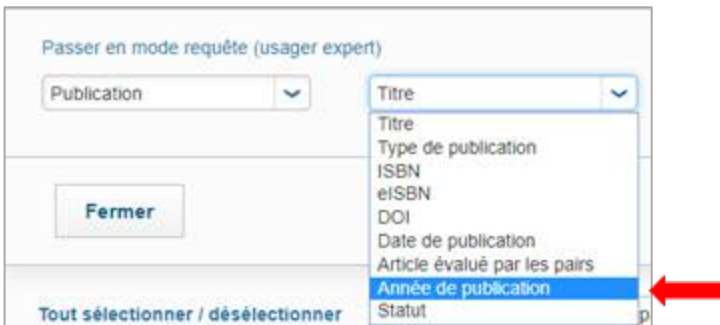 Passer en mode requête (usager expert)
Publication
Titre
Titre
Type de publication
ISBN
eISBN
DOI
Date de publication
Article évalué par les pairs
Année de publication
Statut
Fermer
Tout sélectionner / désélectionner
p